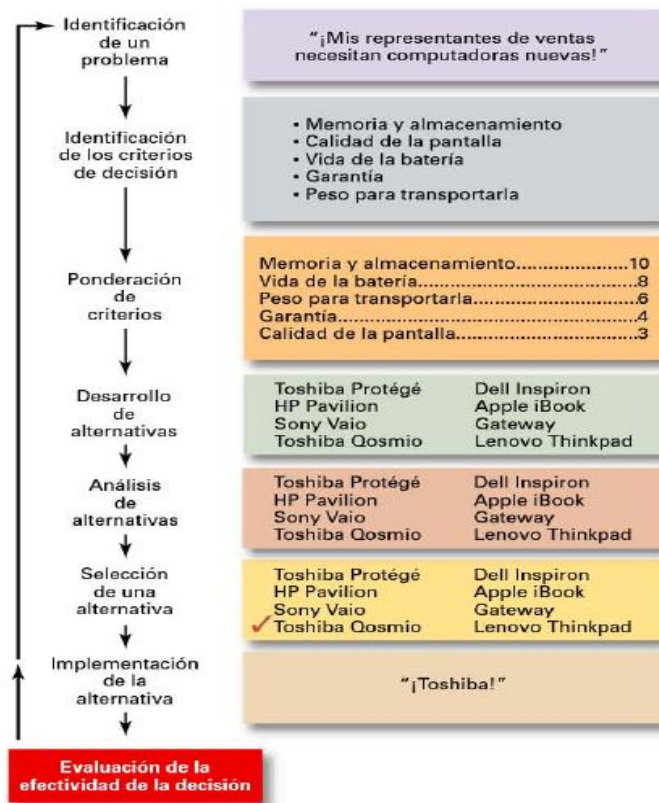 Identificación
de un
problema
“¡Mis representantes de ventas
necesitan computadoras nuevas!”
Identificación
de los criterios
de decisión
• Memoria y almacenamiento
• Calidad de la pantalla
• Vida de la batería
• Garantía
• Peso para transportarla
Ponderación
de
criterios
Memoria y almacenamiento................10
Vida de la batería................8
Peso para transportarla................6
Garantía................4
Calidad de la pantalla................3
Desarrollo
de
alternativas
Toshiba Protégé Dell Inspiron
HP Pavilion Apple iBook
Sony Vaio Gateway
Toshiba Qosmio Lenovo Thinkpad
Análisis
de
alternativas
Toshiba Protégé Dell Inspiron
HP Pavilion Apple iBook
Sony Vaio Gateway
Toshiba Qosmio Lenovo Thinkpad
Selección
de una
alternativa
Toshiba Protégé Dell Inspiron
HP Pavilion Apple iBook
Sony Vaio Gateway
✓ Toshiba Qosmio Lenovo Thinkpad
Implementación
de la
alternativa
“¡Toshiba!”
Evaluación de la
efectividad de la decisión